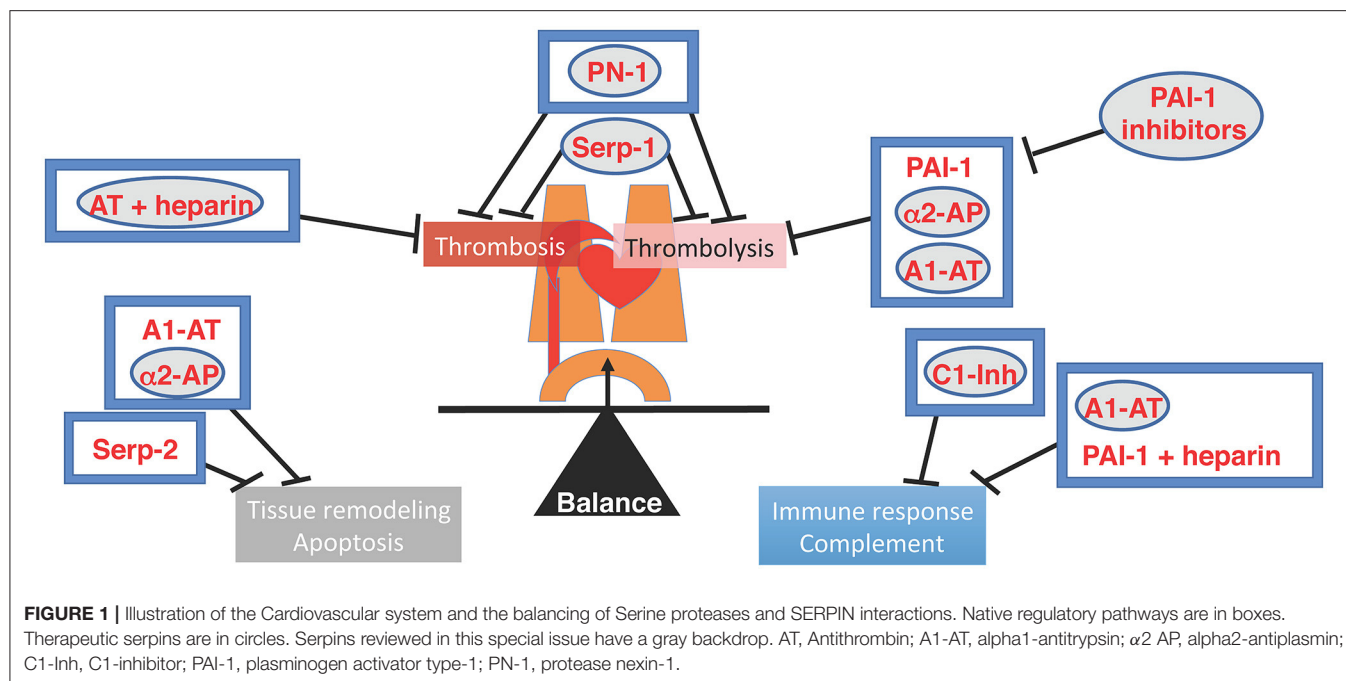 PN-1
Serp-1
PAI-1
inhibitors
AT + heparin
PAI-1
α2-AP
A1-AT
Thrombosis
Thrombolysis
A1-AT
α2-AP
Serp-2
C1-Inh
A1-AT
PAI-1 + heparin
Tissue remodeling
Apoptosis
Balance
Immune response
Complement
FIGURE 1 | Illustration of the Cardiovascular system and the balancing of Serine proteases and SERPIN interactions. Native regulatory pathways are in boxes.
Therapeutic serpins are in circles. Serpins reviewed in this special issue have a gray backdrop. AT, Antithrombin; A1-AT, alpha1-antitrypsin; α2 AP, alpha2-antiplasmin;
C1-Inh, C1-inhibitor; PAI-1, plasminogen activator type-1; PN-1, protease nexin-1.